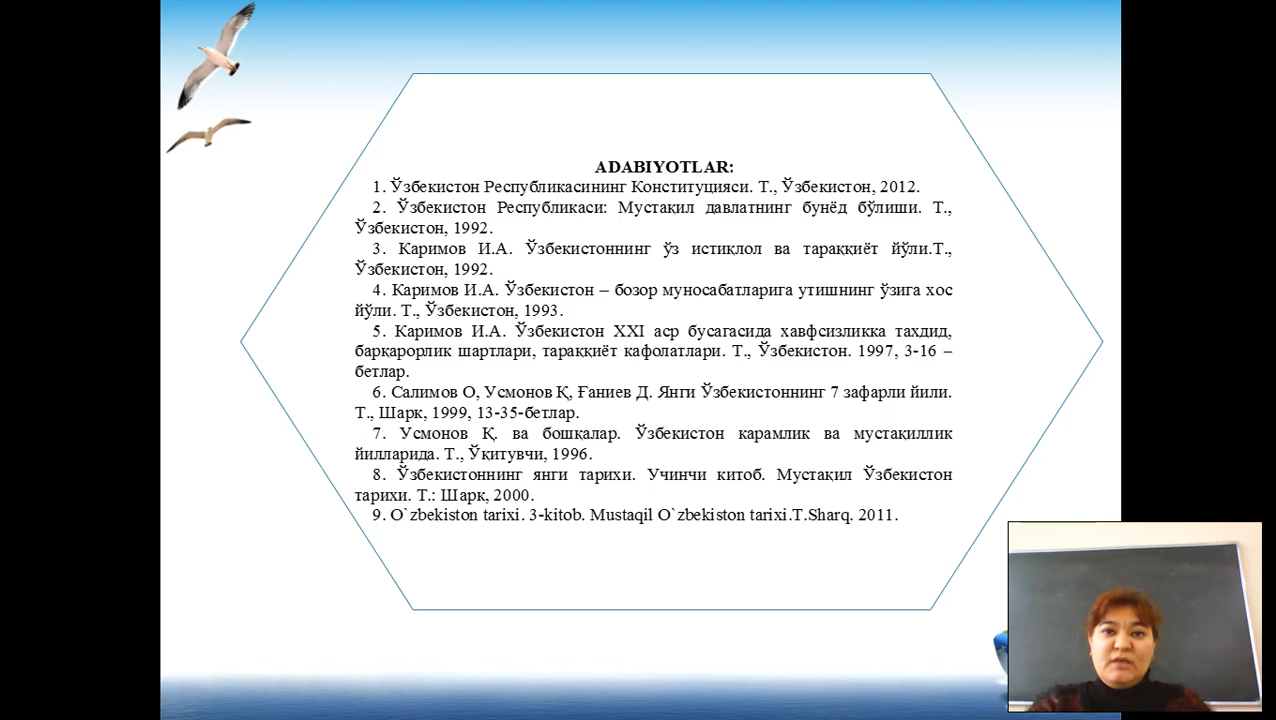 ADABIYOTLAR:
1. Ўзбекистон Республикасининг Конституцияси. Т., Ўзбекистон, 2012.
2. Ўзбекистон Республикаси: Мустақил давлатнинг бунёд бўлиши. Т.,
Ўзбекистон, 1992.
3. Каримов И.А. Ўзбекистоннинг ўз истиқлол ва тараққиёт йўли.Т.,
Ўзбекистон, 1992.
4. Каримов И.А. Ўзбекистон – бозор муносабатларига утишнинг ўзига хос
йўли. Т., Ўзбекистон, 1993.
5. Каримов И.А. Ўзбекистон XXI аср бусагасида хавфсизликка тахдид,
барқарорлик шартлари, тараққиёт кафолатлари. Т., Ўзбекистон. 1997, 3-16 –
бетлар.
6. Салимов О, Усмонов Қ, Ғаниев Д. Янги Ўзбекистоннинг 7 зафарли йили.
Т., Шарк, 1999, 13-35-бетлар.
7. Усмонов Қ. ва бошқалар. Ўзбекистон карамлик ва мустақиллик
йилларида. Т., Ўқитувчи, 1996.
8. Ўзбекистоннинг янги тарихи. Учинчи китоб. Мустақил Ўзбекистон
тарихи. Т.: Шарк, 2000.
9. O`zbekiston tarixi. 3-kitob. Mustaqil O`zbekiston tarixi.T.Sharq. 2011.